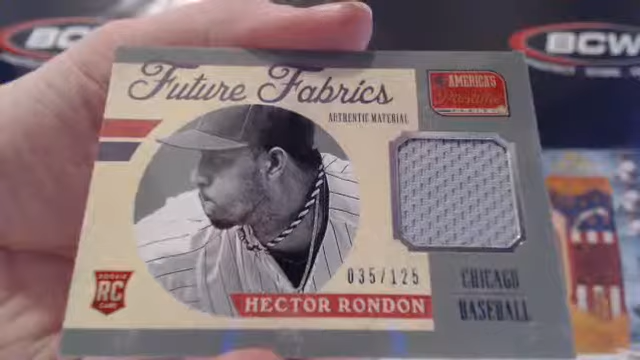 BCW
BCW
Future Fabrics
AUTHENTIC MATERIAL
AMERICA'S
Pastime
035/125
ROOKIE
RC
CARD
HECTOR RONDON
CHICAGO
BASEBALL